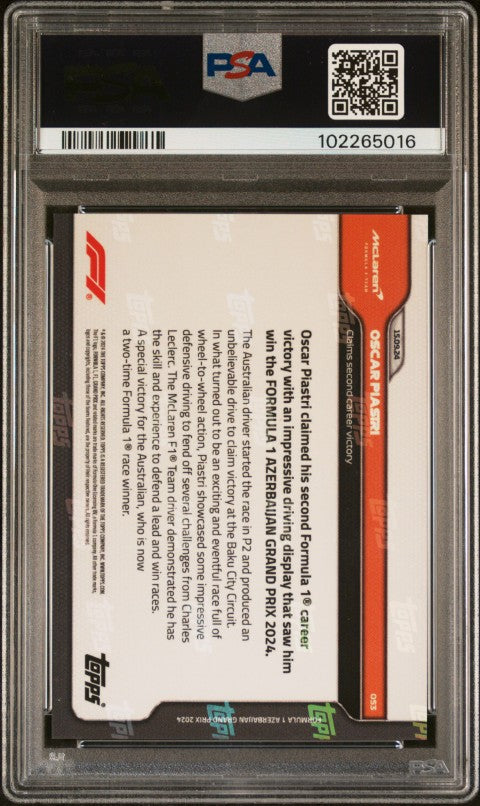 PSA
102265016
McLaren
FORMULA 1 TEAM
15.09.24
OSCAR PIASTRI
Claims second career victory
053
Oscar Piastri claimed his second Formula 1® career
victory with an impressive driving display that saw him
win the FORMULA 1 AZERBAIJAN GRAND PRIX 2024.
The Australian driver started the race in P2 and produced an
unbelievable drive to claim victory at the Baku City Circuit.
In what turned out to be an exciting and eventful race full of
wheel-to-wheel action, Piastri showcased some impressive
defensive driving to fend off several challenges from Charles
Leclerc. The McLaren F1® Team driver demonstrated he has
the skill and experience to defend a lead and win races.
A special victory for the Australian, who is now
a two-time Formula 1® race winner.
FORMULA 1 AZERBAIJAN GRAND PRIX 2024
F1®
topps